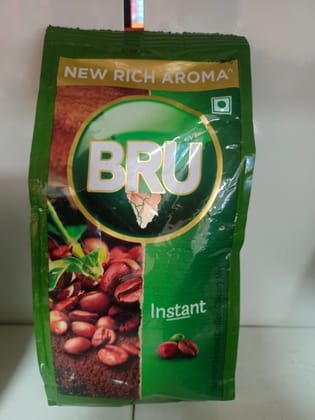 NEW RICH AROMA^
BRU
Instant